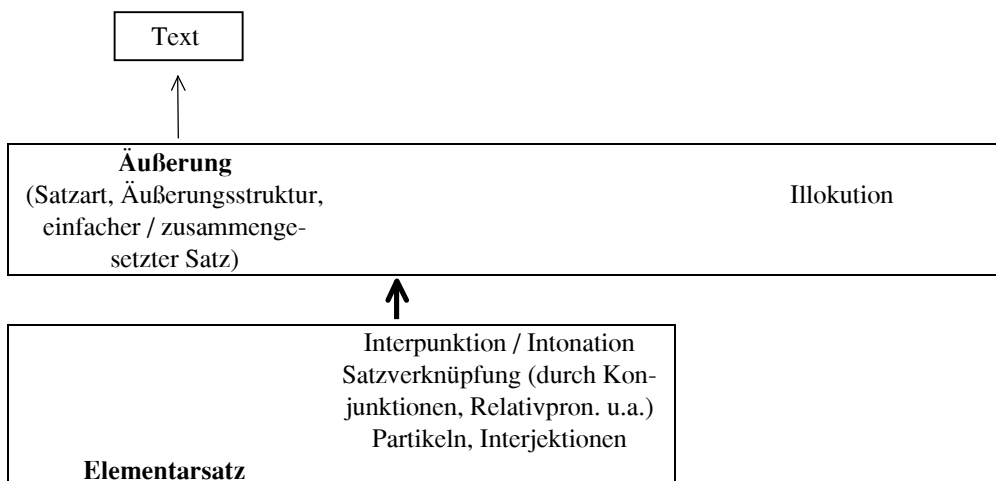 Text
Äußerung
(Satzart, Äußerungsstruktur,
einfacher / zusammenge-
setzter Satz)
Illokution
Interpunktion / Intonation
Satzverknüpfung (durch Kon-
junktionen, Relativpron. u.a.)
Partikeln, Interjektionen
Elementarsatz